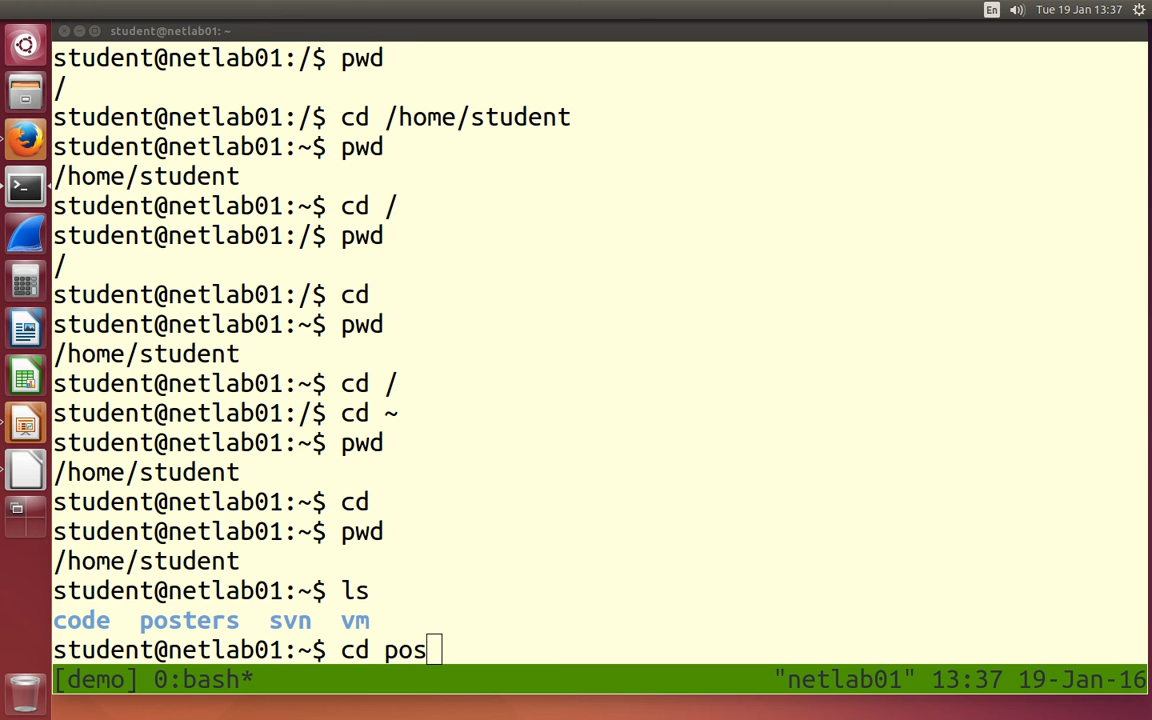 En Tue 19 Jan 13:37
student@netlab01: ~
student@netlab01:/$ pwd
/
student@netlab01:/$ cd /home/student
student@netlab01:~$ pwd
/home/student
student@netlab01:~$ cd /
student@netlab01:/$ pwd
/
student@netlab01:/$ cd
student@netlab01:~$ pwd
/home/student
student@netlab01:~$ cd /
student@netlab01:/$ cd ~
student@netlab01:~$ pwd
/home/student
student@netlab01:~$ cd
student@netlab01:~$ pwd
/home/student
student@netlab01:~$ ls
code posters svn vm
student@netlab01:~$ cd pos
[demo] 0:bash* "netlab01" 13:37 19-Jan-16